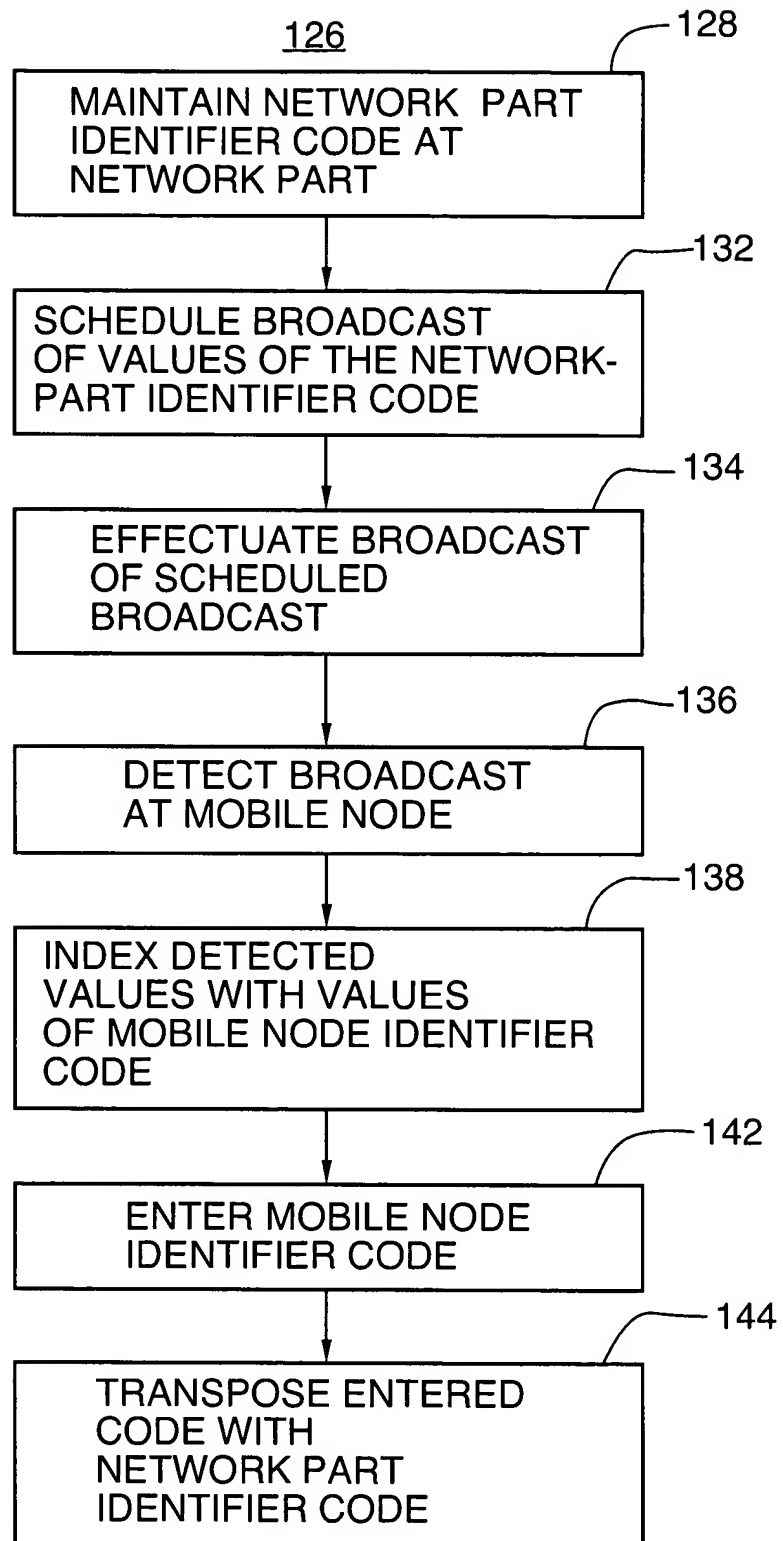 126
128
MAINTAIN NETWORK PART
IDENTIFIER CODE AT
NETWORK PART
132
SCHEDULE BROADCAST
OF VALUES OF THE NETWORK-
PART IDENTIFIER CODE
134
EFFECTUATE BROADCAST
OF SCHEDULED
BROADCAST
136
DETECT BROADCAST
AT MOBILE NODE
138
INDEX DETECTED
VALUES WITH VALUES
OF MOBILE NODE IDENTIFIER
CODE
142
ENTER MOBILE NODE
IDENTIFIER CODE
144
TRANSPOSE ENTERED
CODE WITH
NETWORK PART
IDENTIFIER CODE